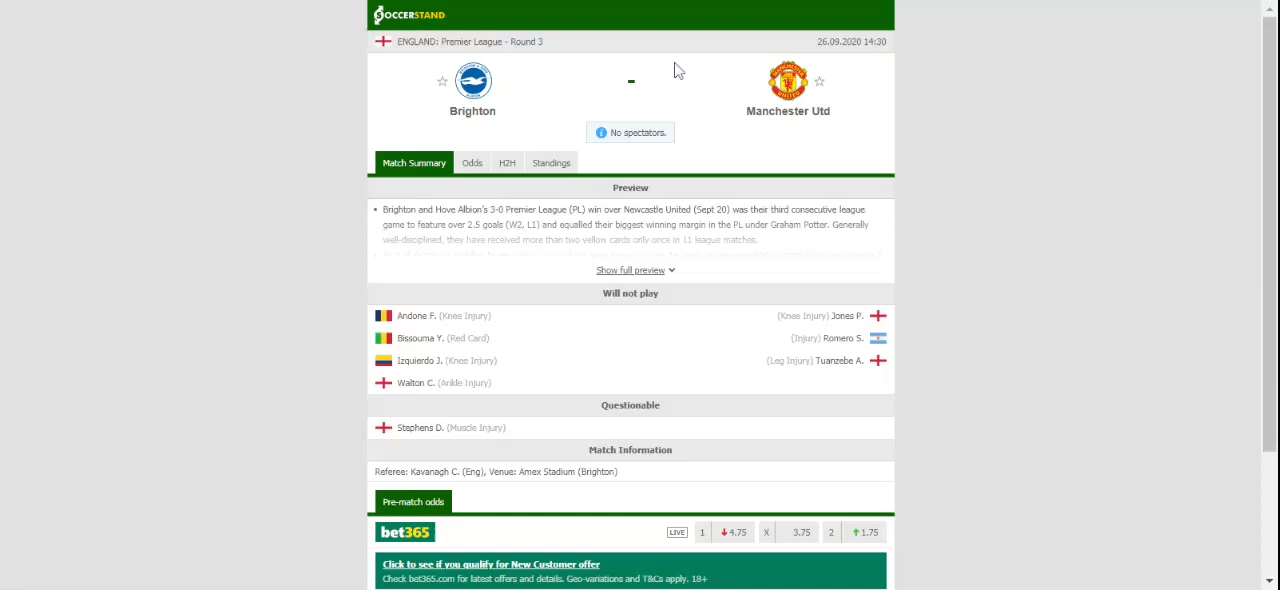 SOCCERSTAND
ENGLAND: Premier League - Round 3 26.09.2020 14:30
-
Brighton Manchester Utd
No spectators.
Match Summary Odds H2H Standings
Preview
• Brighton and Hove Albion's 3-0 Premier League (PL) win over Newcastle United (Sept 20) was their third consecutive league
game to feature over 2.5 goals (W2, L1) and equalled their biggest winning margin in the PL under Graham Potter. Generally
well-disciplined, they have received more than two yellow cards only once in 11 league matches.
Show full preview
Will not play
Andone F. (Knee Injury) (Knee Injury) Jones P.
Bissouma Y. (Red Card) (Injury) Romero S.
Izquierdo J. (Knee Injury) (Leg Injury) Tuanzebe A.
Walton C. (Ankle Injury)
Questionable
Stephens D. (Muscle Injury)
Match Information
Referee: Kavanagh C. (Eng), Venue: Amex Stadium (Brighton)
Pre-match odds
bet365 LIVE 1 4.75 X 3.75 2 1.75
Click to see if you qualify for New Customer offer
Check bet365.com for latest offers and details. Geo-variations and T&Cs apply. 18+